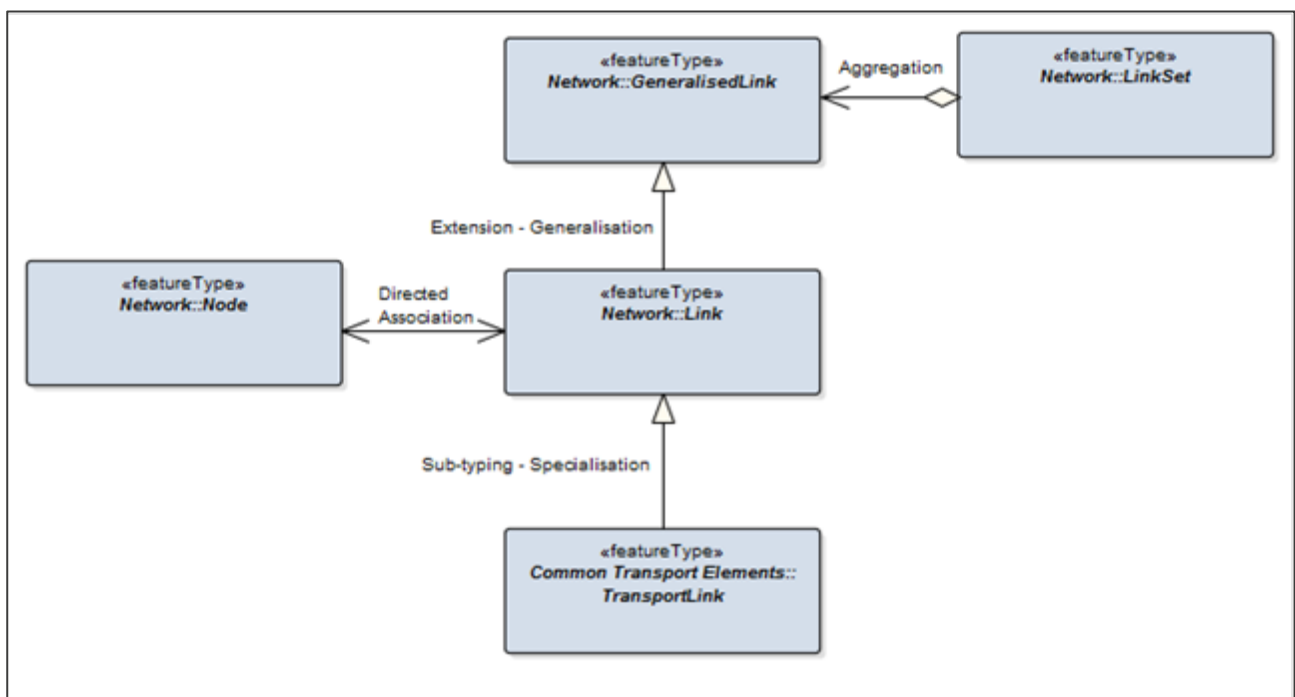 «featureType»
Network::GeneralisedLink
Aggregation
«featureType»
Network::LinkSet
Extension - Generalisation
«featureType»
Network::Node
Directed
Association
«featureType»
Network::Link
Sub-typing - Specialisation
«featureType»
Common Transport Elements::
TransportLink